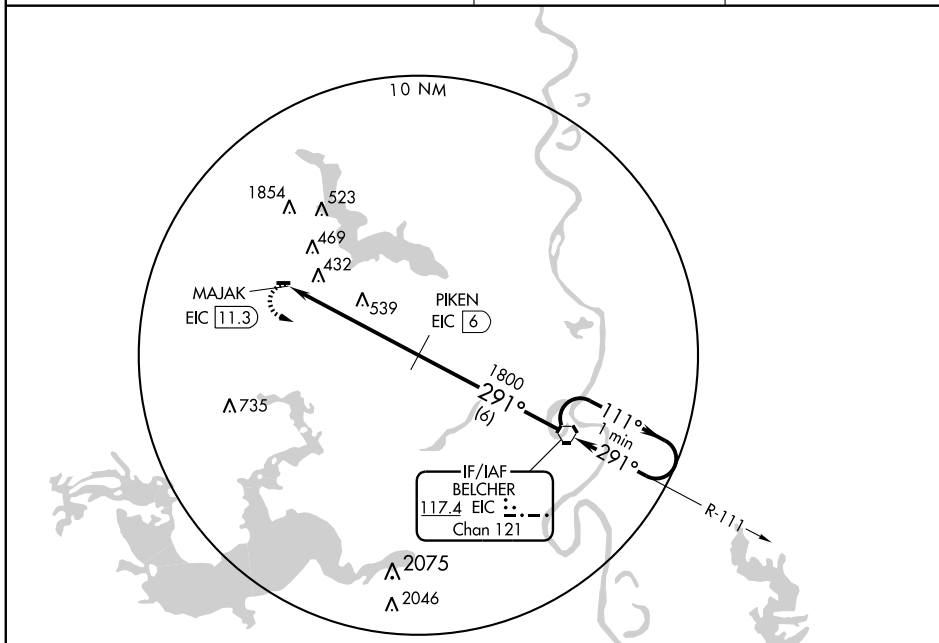 10 NM
1854
523
469
432
MAJAK
EIC 11.3
539
PIKEN
EIC 6
1800
291°
(6)
735
111°
1 min
291°
IF/IAF
BELCHER
117.4 EIC
Chan 121
R-111
2075
2046